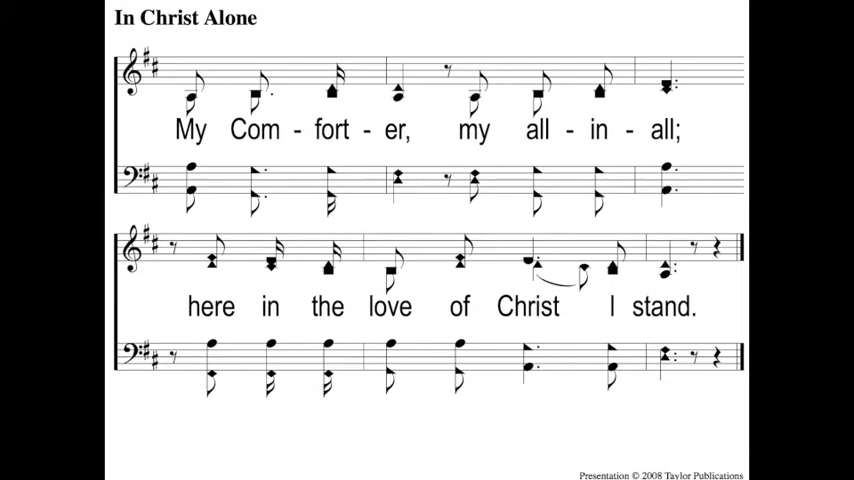 In Christ Alone
My Com - fort - er, my all - in - all;
here in the love of Christ I stand.
Presentation © 2008 Taylor Publications